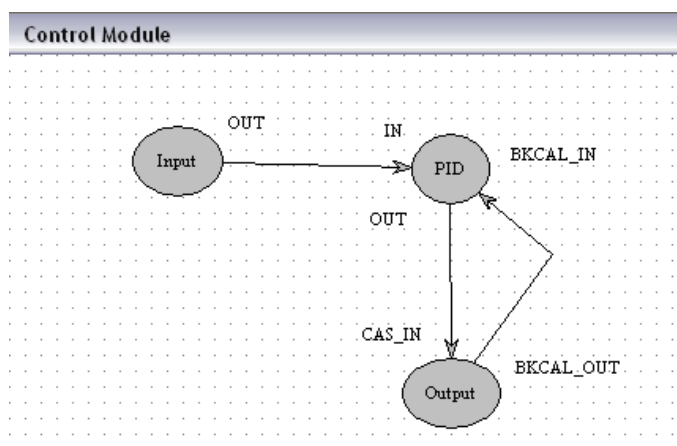 Control Module
OUT
IN
Input
PID
BKCAL_IN
OUT
CAS_IN
Output
BKCAL_OUT